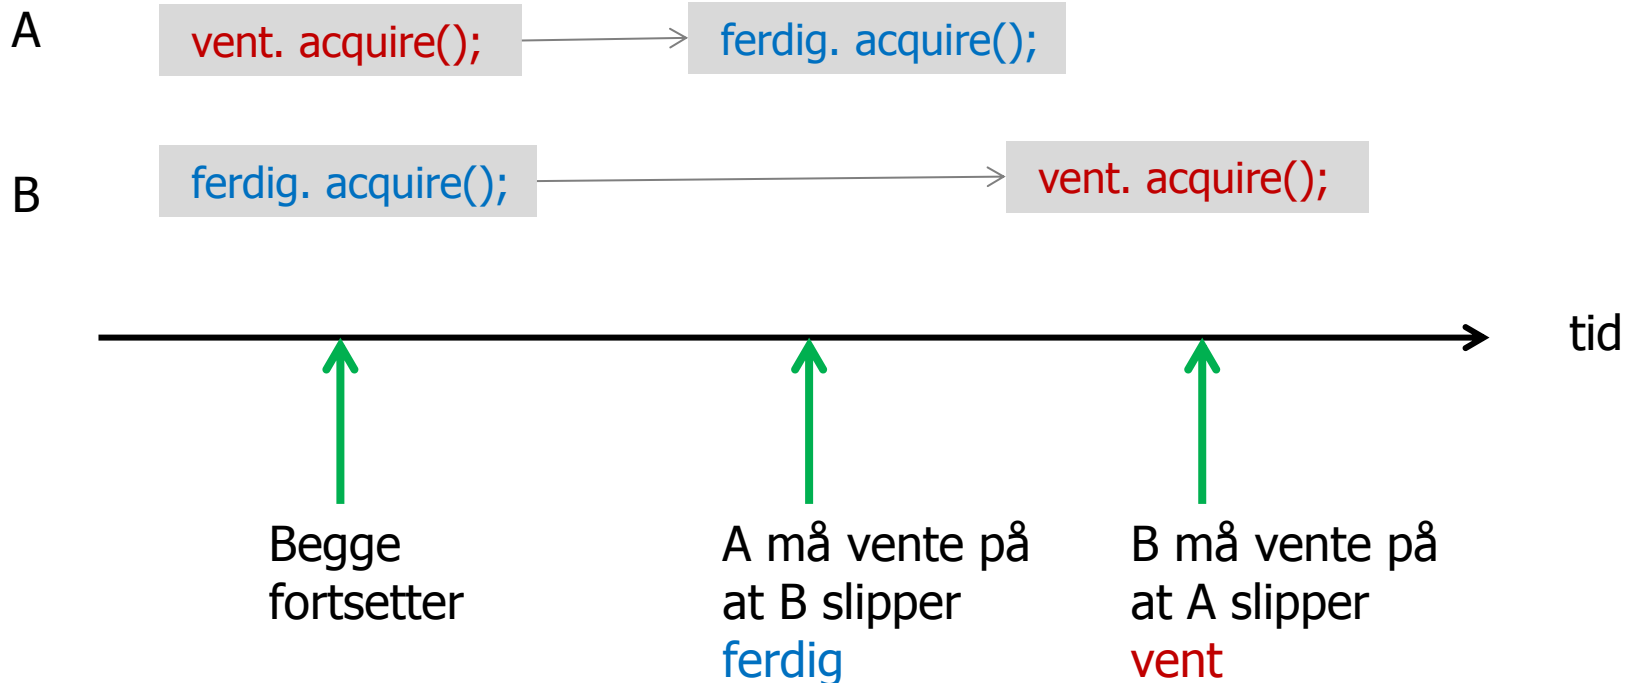 A
vent. acquire();
ferdig. acquire();
B
ferdig. acquire();
vent. acquire();
tid
Begge
fortsetter
A må vente på
at B slipper
ferdig
B må vente på
at A slipper
vent